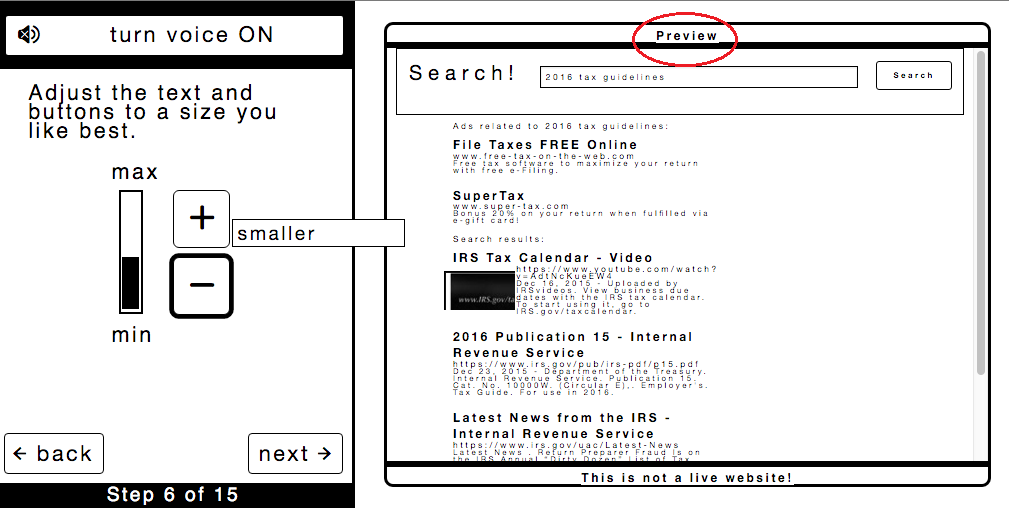 turn voice ON
Adjust the text and
buttons to a size you
like best.
max
+
smaller
−
min
← back
next →
Step 6 of 15
Preview
Search!
2016 tax guidelines
Search
Ads related to 2016 tax guidelines:
File Taxes FREE Online
www.free-tax-on-the-web.com
Free tax software to maximize your return
with free e-Filing.
SuperTax
www.super-tax.com
Bonus 20% on your return when fulfilled via
e-gift card!
Search results:
IRS Tax Calendar - Video
https://www.youtube.com/watch?
v=AdtNcKueEW4
Dec 16, 2015 - Uploaded by
IRSvideos. View business due
dates with the IRS tax calendar.
To start using it, go to
IRS.gov/taxcalendar.
www.IRS.gov/ta
2016 Publication 15 - Internal
Revenue Service
https://www.irs.gov/pub/irs-pdf/p15.pdf
Dec 23, 2015 - Department of the Treasury.
Internal Revenue Service. Publication 15.
Cat. No. 10000W. (Circular E),. Employer's.
Tax Guide. For use in 2016.
Latest News from the IRS -
Internal Revenue Service
https://www.irs.gov/uac/Latest-News
Latest News . Return Preparer Fraud is on
the IRS Annual "Dirty Dozen" List of Tax
This is not a live website!